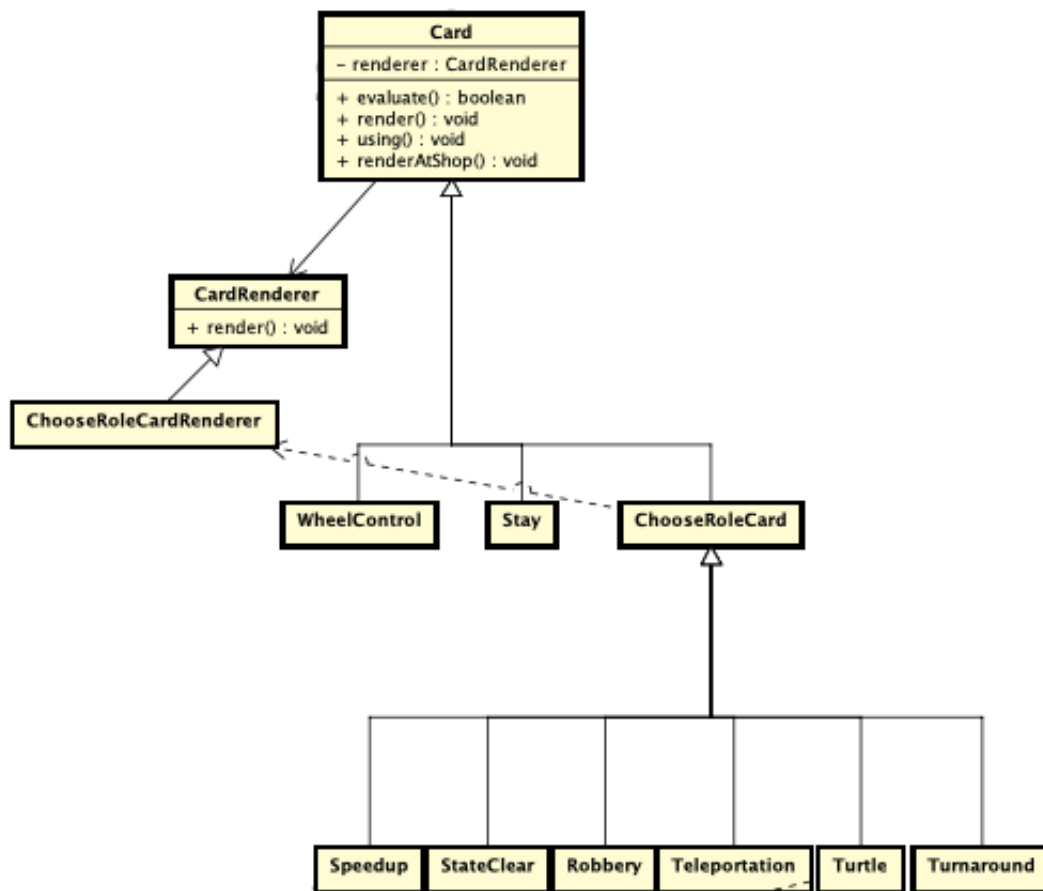 Card
- renderer : CardRenderer
+ evaluate() : boolean
+ render() : void
+ using() : void
+ renderAtShop() : void
CardRenderer
+ render() : void
ChooseRoleCardRenderer
WheelControl
Stay
ChooseRoleCard
Speedup
StateClear
Robbery
Teleportation
Turtle
Turnaround